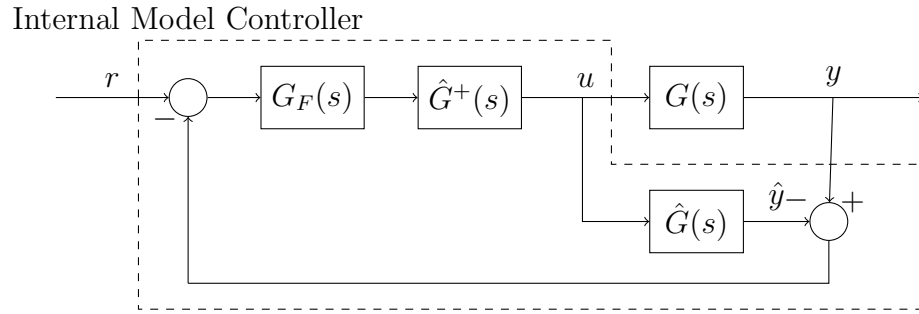 Internal Model Controller
r
u
y
−
G_F(s)
Ĝ⁺(s)
G(s)
Ĝ(s)
ŷ
−
+